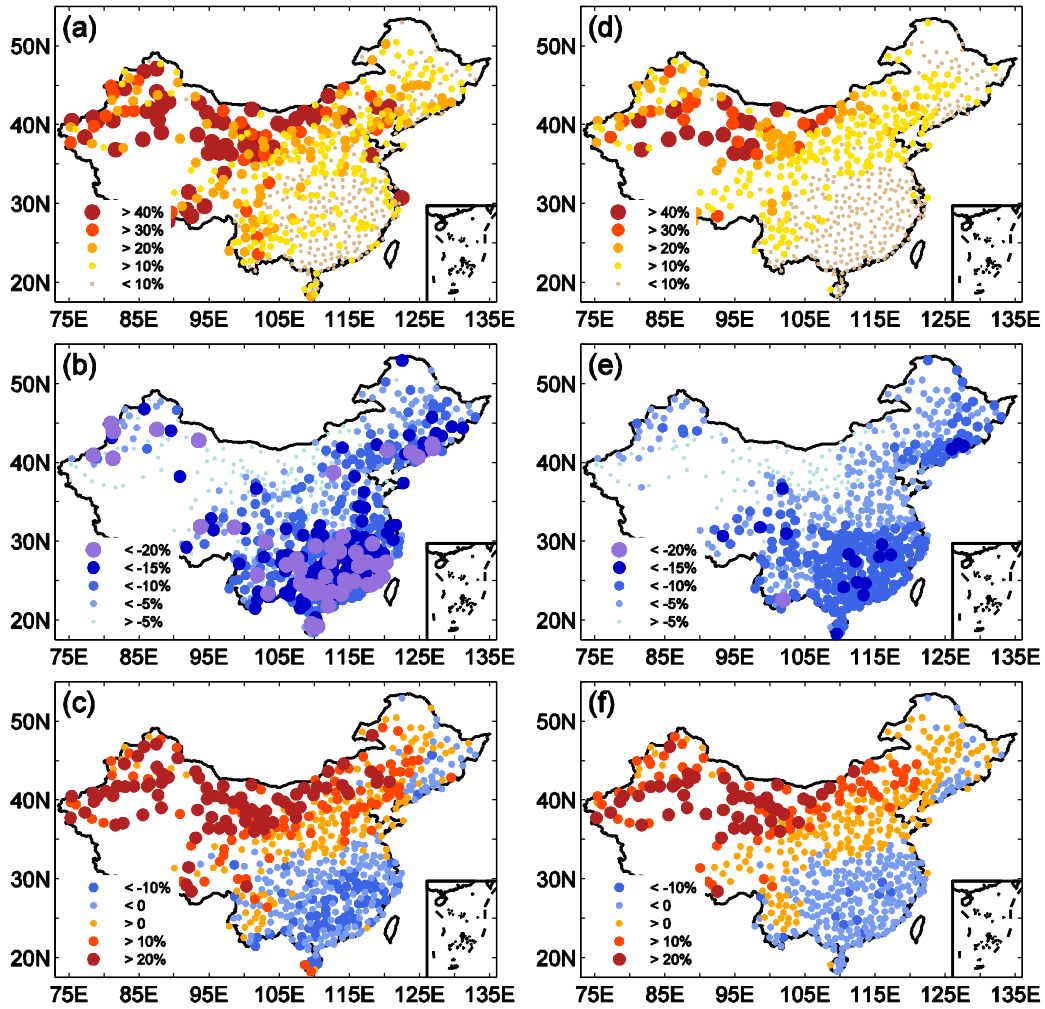 (a)
50N
40N
30N
20N
> 40%
> 30%
> 20%
> 10%
< 10%
75E 85E 95E 105E 115E 125E 135E
(d)
50N
40N
30N
20N
> 40%
> 30%
> 20%
> 10%
< 10%
75E 85E 95E 105E 115E 125E 135E
(b)
50N
40N
30N
20N
< -20%
< -15%
< -10%
< -5%
> -5%
75E 85E 95E 105E 115E 125E 135E
(e)
50N
40N
30N
20N
< -20%
< -15%
< -10%
< -5%
> -5%
75E 85E 95E 105E 115E 125E 135E
(c)
50N
40N
30N
20N
< -10%
< 0
> 0
> 10%
> 20%
75E 85E 95E 105E 115E 125E 135E
(f)
50N
40N
30N
20N
< -10%
< 0
> 0
> 10%
> 20%
75E 85E 95E 105E 115E 125E 135E